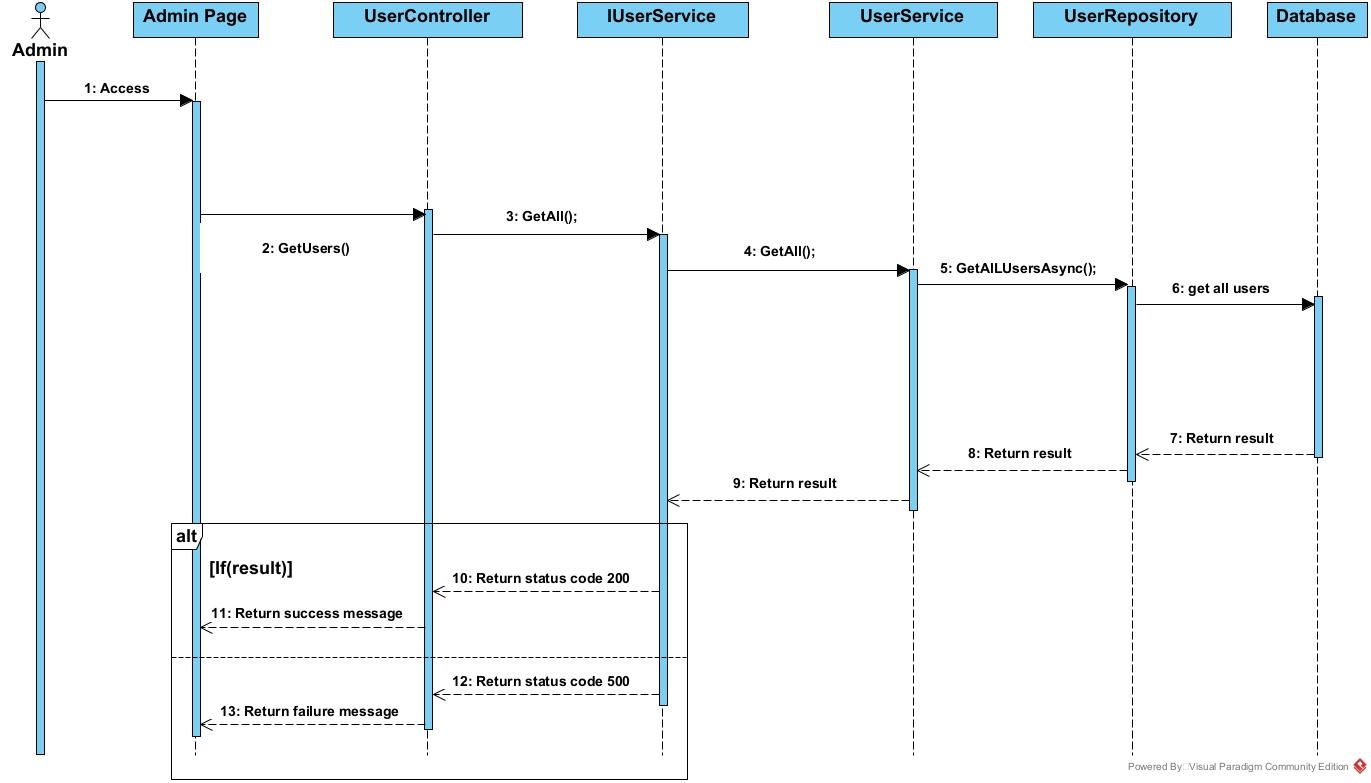 Admin Page
UserController
IUserService
UserService
UserRepository
Database
Admin
1: Access
2: GetUsers()
3: GetAll();
4: GetAll();
5: GetAlLUsersAsync();
6: get all users
7: Return result
8: Return result
9: Return result
alt
[If(result)]
10: Return status code 200
11: Return success message
12: Return status code 500
13: Return failure message
Powered By Visual Paradigm Community Edition